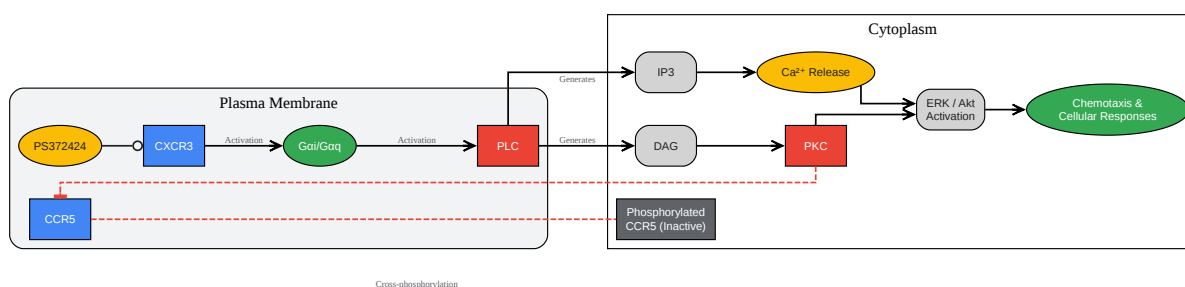 Cytoplasm
Plasma Membrane
IP3
Ca²⁺ Release
Generates
ERK / Akt
Activation
Chemotaxis &
Cellular Responses
PS372424
CXCR3
Activation
Gαi/Gαq
Activation
PLC
Generates
DAG
PKC
CCR5
Phosphorylated
CCR5 (Inactive)
Cross-phosphorylation